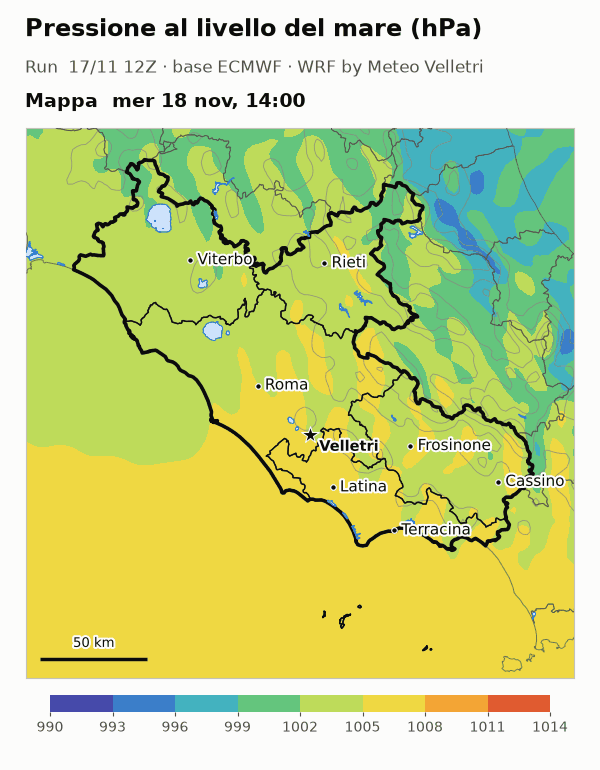 Pressione al livello del mare (hPa)
Run  17/11 12Z · base ECMWF · WRF by Meteo Velletri
Mappa  mer 18 nov, 14:00
Viterbo
Rieti
Roma
Velletri
Frosinone
Latina
Cassino
Terracina
50 km
990 993 996 999 1002 1005 1008 1011 1014